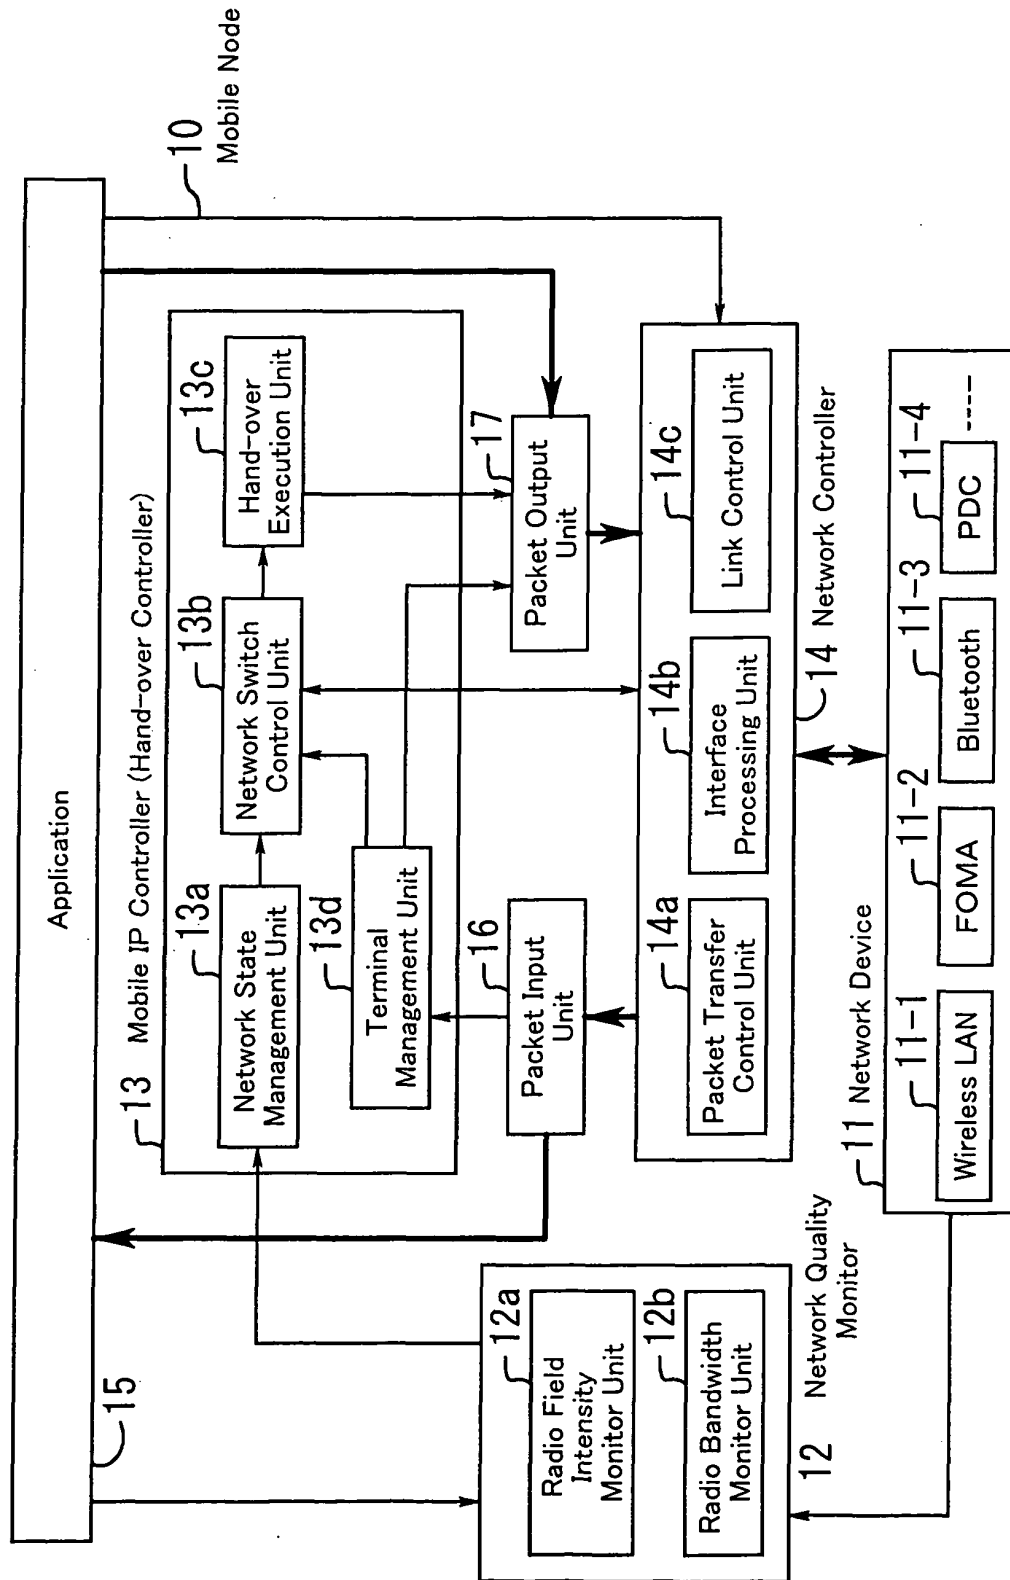 Application
15
10
Mobile Node
13 Mobile IP Controller (Hand-over Controller)
13a
Network State
Management Unit
13b
Network Switch
Control Unit
13c
Hand-over
Execution Unit
13d
Terminal
Management Unit
16
Packet Input
Unit
17
Packet Output
Unit
12a
Radio Field
Intensity
Monitor Unit
12b
Radio Bandwidth
Monitor Unit
12
Network Quality
Monitor
14a
Packet Transfer
Control Unit
14b
Interface
Processing Unit
14c
Link Control Unit
14 Network Controller
11 Network Device
11-1
Wireless LAN
11-2
FOMA
11-3
Bluetooth
11-4
PDC